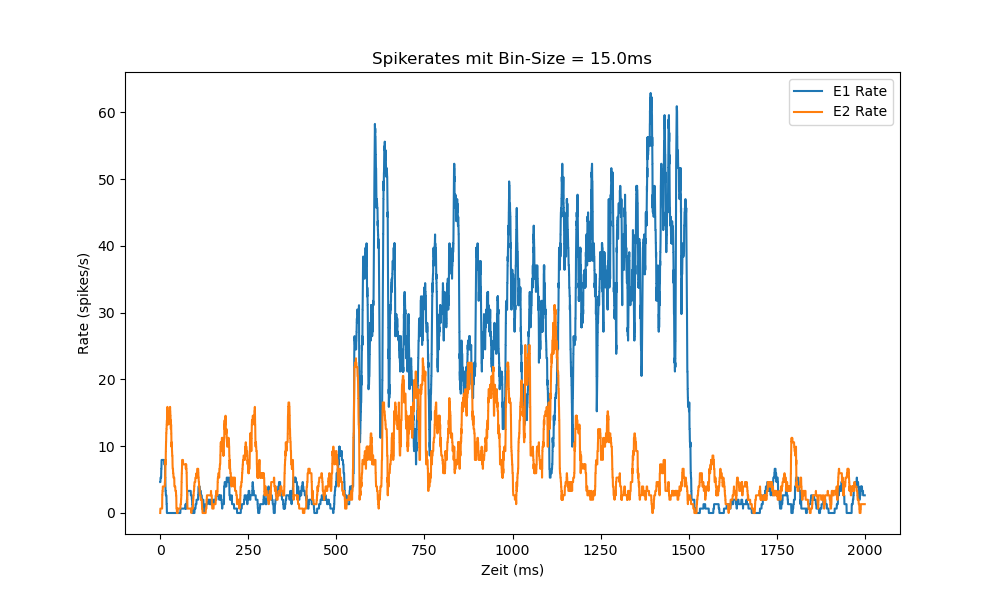 Spikerates mit Bin-Size = 15.0ms
E1 Rate
E2 Rate
60
50
40
30
20
10
0
Rate (spikes/s)
0 250 500 750 1000 1250 1500 1750 2000
Zeit (ms)